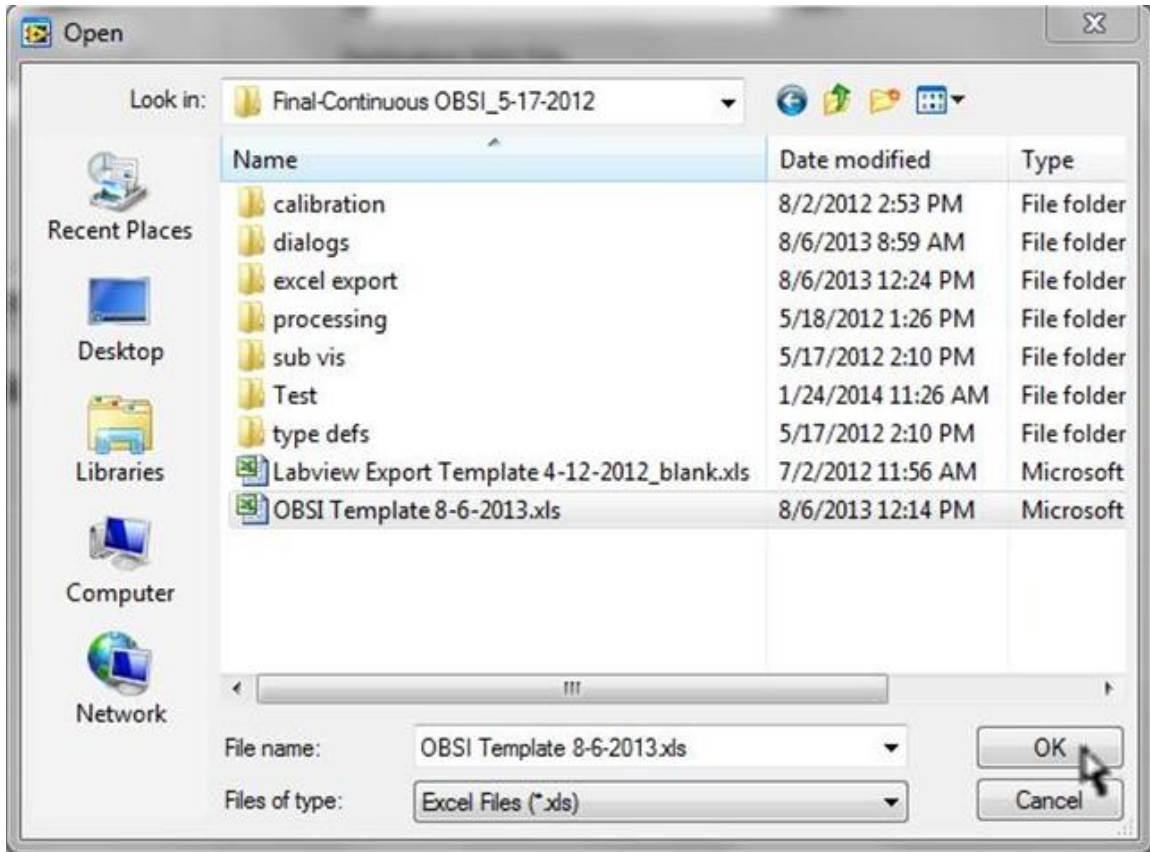 Open
Look in: Final-Continuous OBSI_5-17-2012
Name Date modified Type
calibration 8/2/2012 2:53 PM File folder
dialogs 8/6/2013 8:59 AM File folder
excel export 8/6/2013 12:24 PM File folder
processing 5/18/2012 1:26 PM File folder
sub vis 5/17/2012 2:10 PM File folder
Test 1/24/2014 11:26 AM File folder
type defs 5/17/2012 2:10 PM File folder
Labview Export Template 4-12-2012_blank.xls 7/2/2012 11:56 AM Microsoft
OBSI Template 8-6-2013.xls 8/6/2013 12:14 PM Microsoft
Recent Places
Desktop
Libraries
Computer
Network
File name: OBSI Template 8-6-2013.xls OK
Files of type: Excel Files (*.xls) Cancel